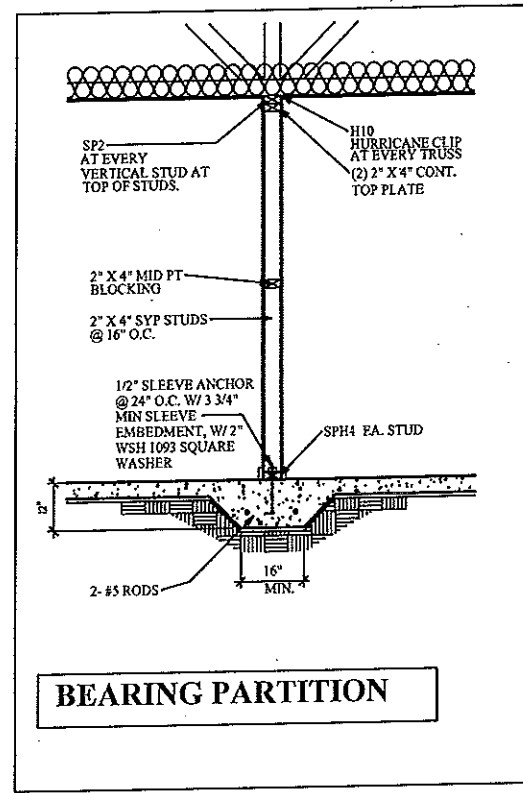 SP2
AT EVERY
VERTICAL STUD AT
TOP OF STUDS.
H10
HURRICANE CLIP
AT EVERY TRUSS
(2) 2" X 4" CONT.
TOP PLATE
2" X 4" MID PT
BLOCKING
2" X 4" SYP STUDS
@ 16" O.C.
1/2" SLEEVE ANCHOR
@ 24" O.C. W/ 3 3/4"
MIN SLEEVE
EMBEDMENT, W/ 2"
WSH 1093 SQUARE
WASHER
SPH4 EA. STUD
12"
2- #5 RODS
16"
MIN.
BEARING PARTITION